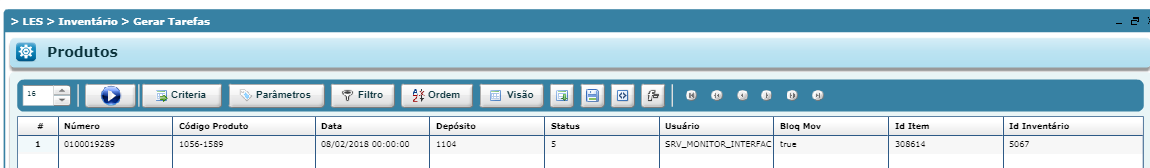 > LES > Inventário > Gerar Tarefas
Produtos
16 Criteria Parâmetros Filtro Ordem Visão
# Número Código Produto Data Depósito Status Usuário Bloq Mov Id Item Id Inventário
1 0100019289 1056-1589 08/02/2018 00:00:00 1104 5 SRV_MONITOR_INTERFAC true 308614 5067